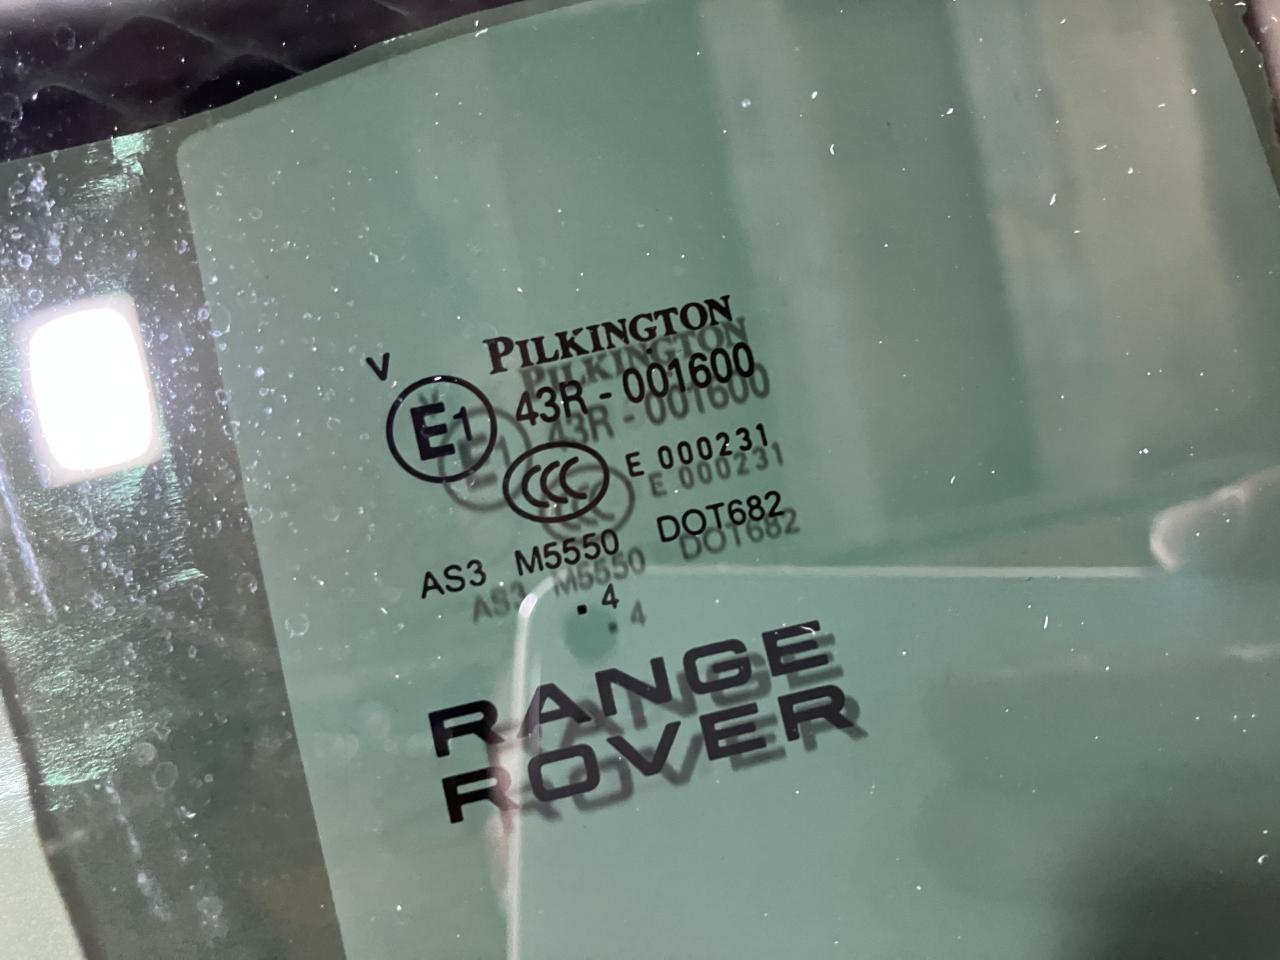 PILKINGTON
V
E1 43R - 001600
CCC E 000231
AS3 M5550 DOT682
. 4
RANGE
ROVER